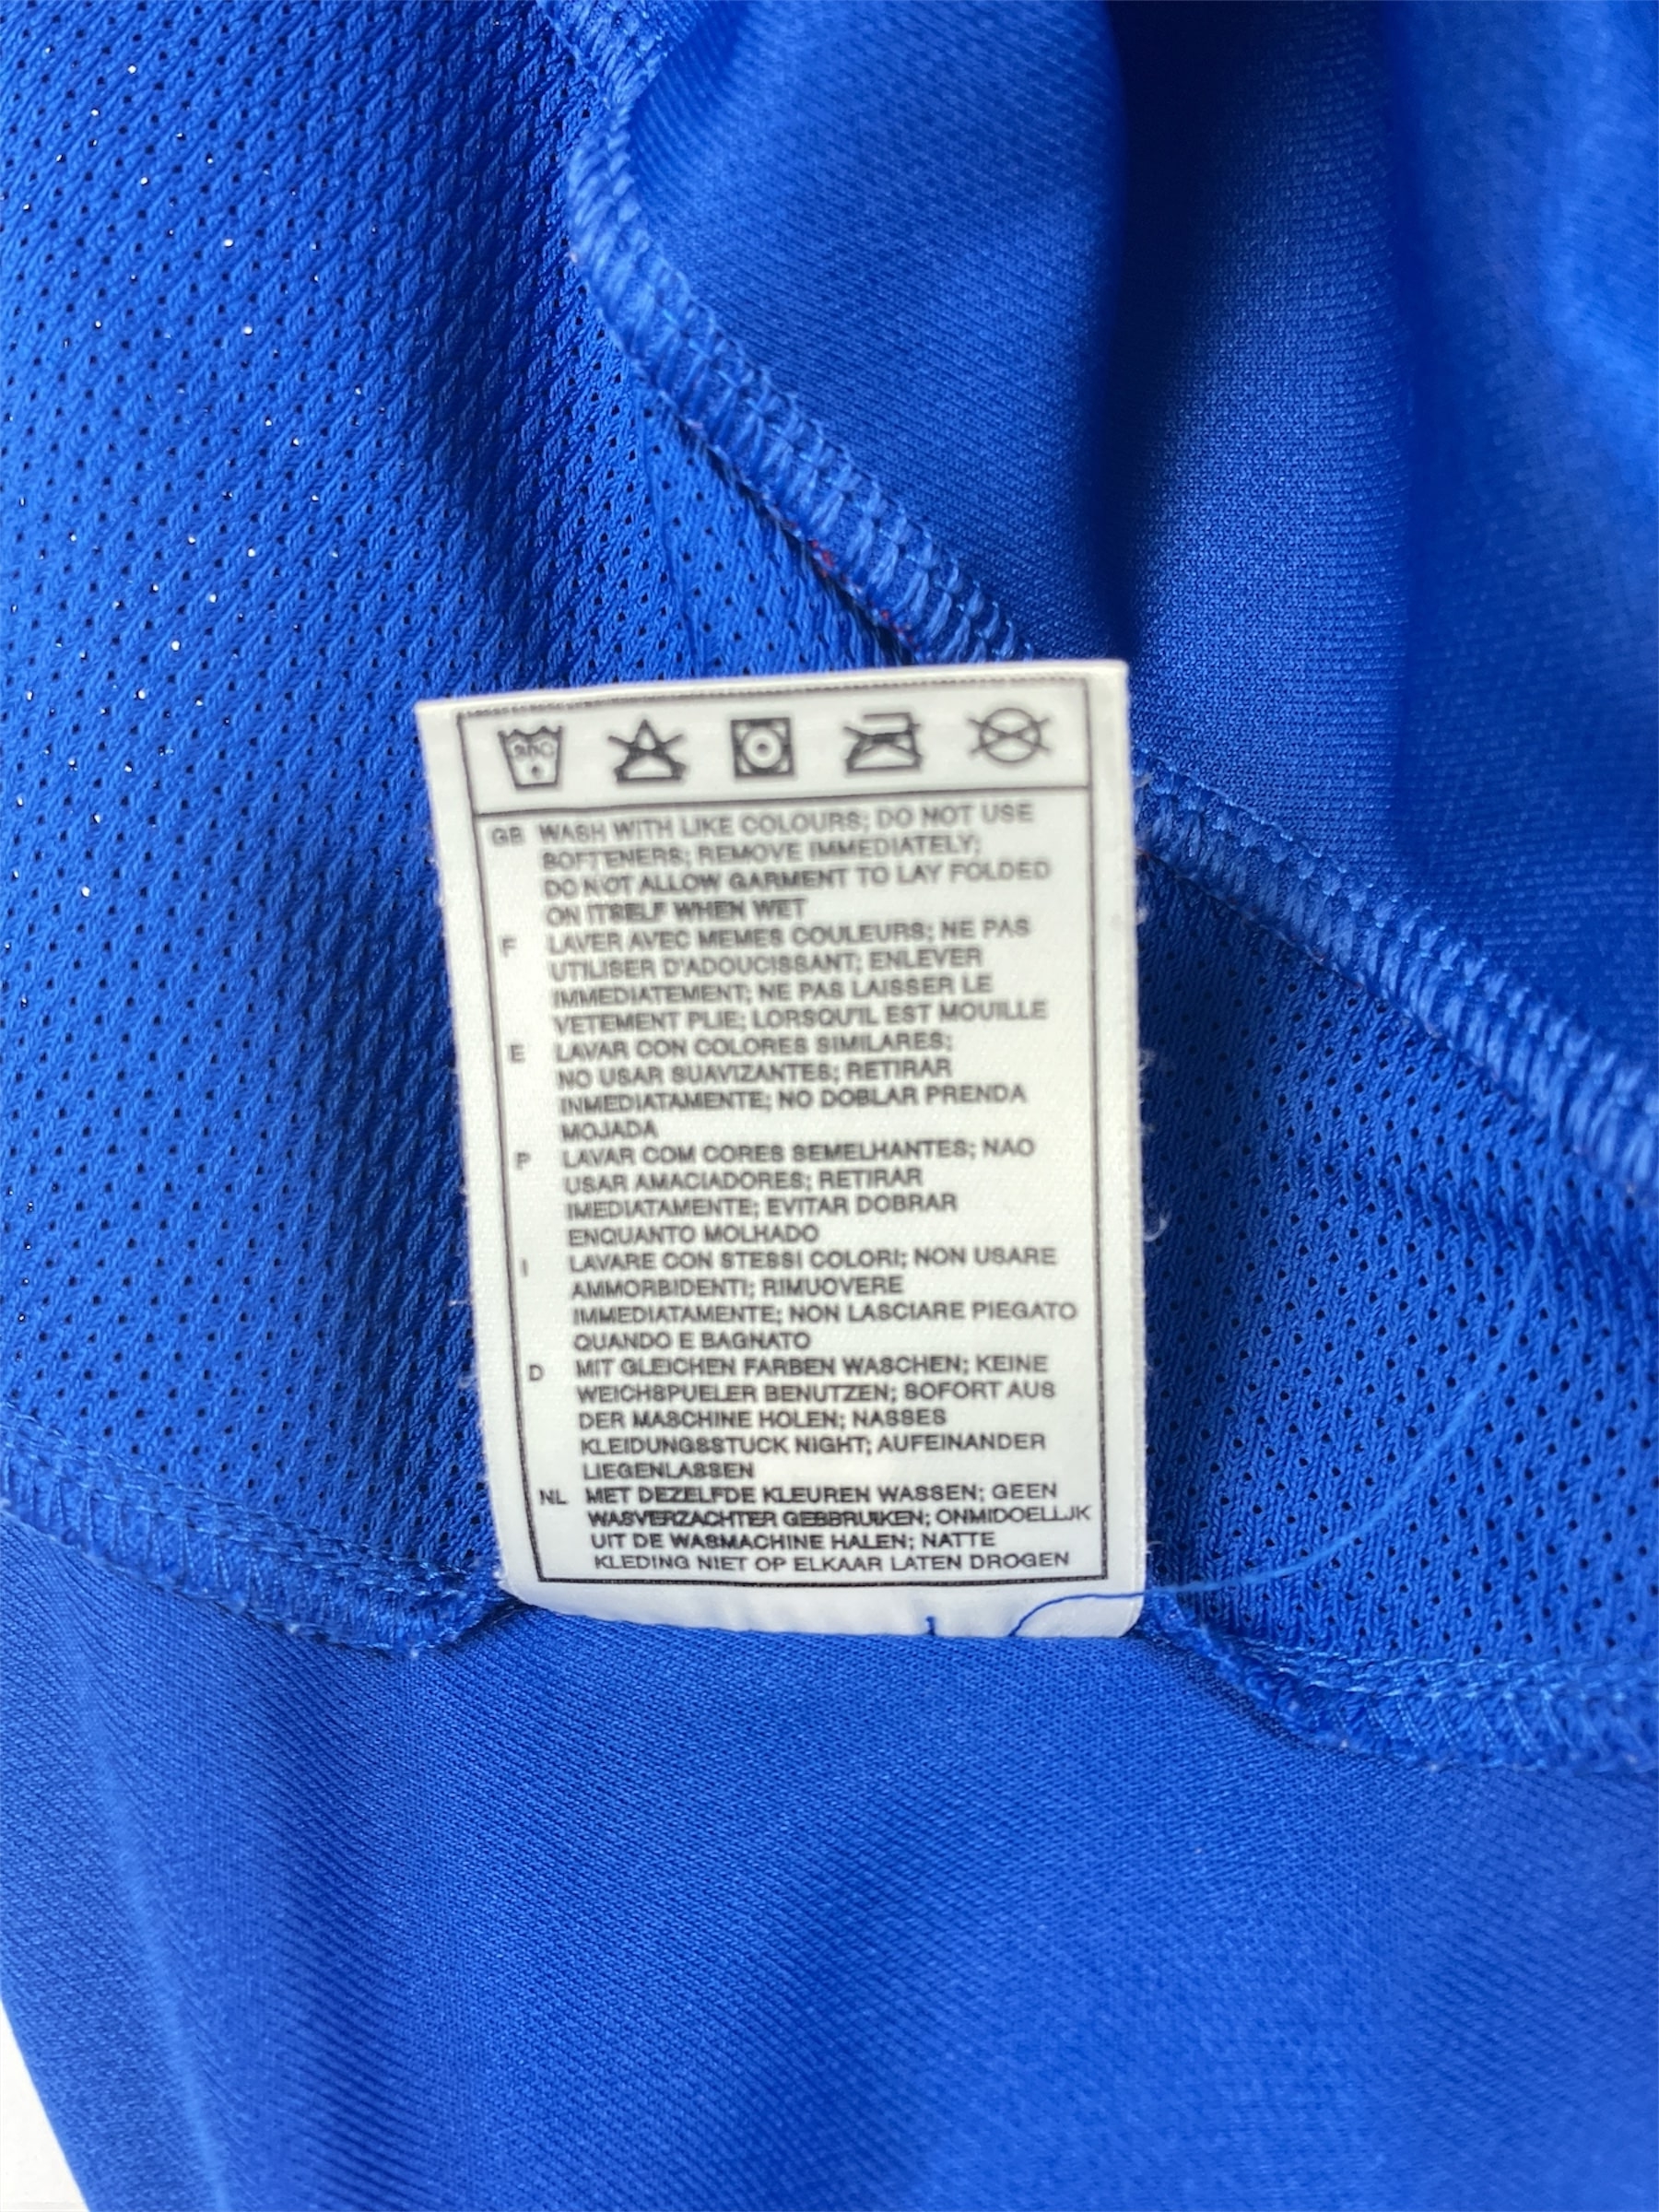 30C
GB WASH WITH LIKE COLOURS; DO NOT USE
SOFTENERS; REMOVE IMMEDIATELY;
DO NOT ALLOW GARMENT TO LAY FOLDED
ON ITSELF WHEN WET
F LAVER AVEC MEMES COULEURS; NE PAS
UTILISER D'ADOUCISSANT; ENLEVER
IMMEDIATEMENT; NE PAS LAISSER LE
VETEMENT PLIE; LORSQU'IL EST MOUILLE
E LAVAR CON COLORES SIMILARES;
NO USAR SUAVIZANTES; RETIRAR
INMEDIATAMENTE; NO DOBLAR PRENDA
MOJADA
P LAVAR COM CORES SEMELHANTES; NAO
USAR AMACIADORES; RETIRAR
IMEDIATAMENTE; EVITAR DOBRAR
ENQUANTO MOLHADO
I LAVARE CON STESSI COLORI; NON USARE
AMMORBIDENTI; RIMUOVERE
IMMEDIATAMENTE; NON LASCIARE PIEGATO
QUANDO E BAGNATO
D MIT GLEICHEN FARBEN WASCHEN; KEINE
WEICHSPUELER BENUTZEN; SOFORT AUS
DER MASCHINE HOLEN; NASSES
KLEIDUNGSSTUCK NIGHT; AUFEINANDER
LIEGENLASSEN
NL MET DEZELFDE KLEUREN WASSEN; GEEN
WASVERZACHTER GEBBRUIKEN; ONMIDOELLJK
UIT DE WASMACHINE HALEN; NATTE
KLEDING NIET OP ELKAAR LATEN DROGEN